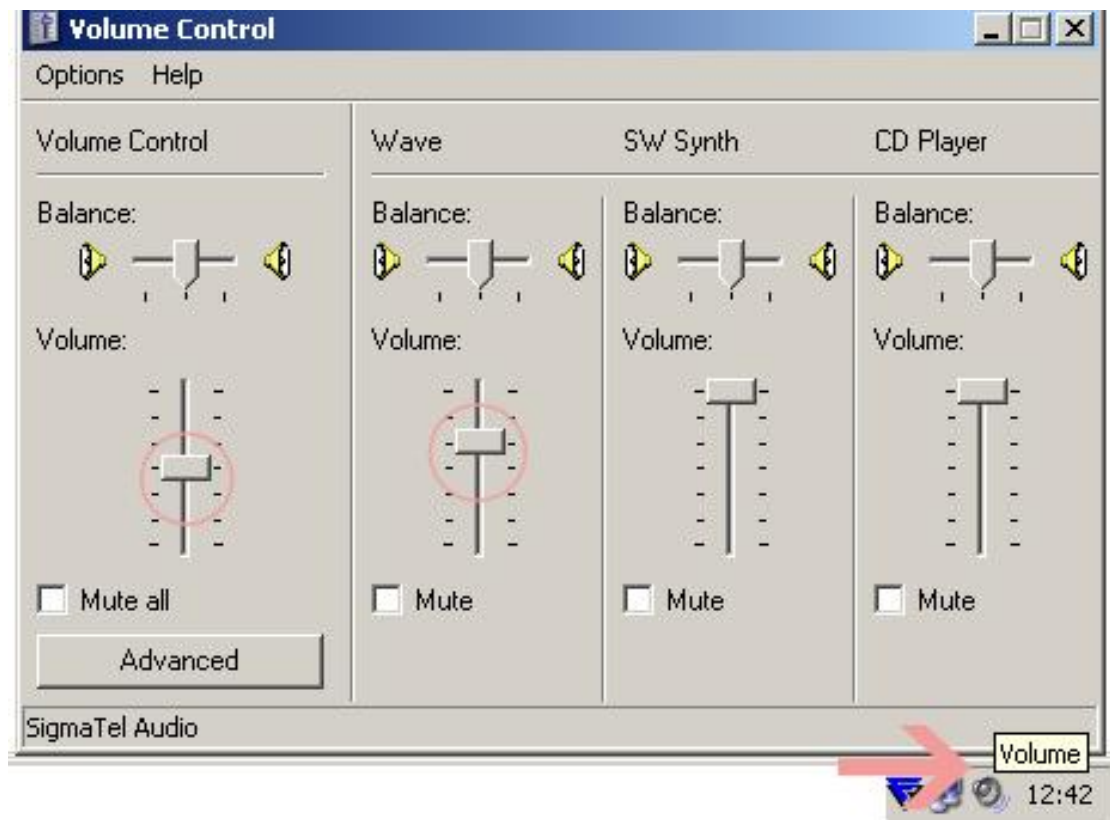 Volume Control
Options Help
Volume Control Wave SW Synth CD Player
Balance: Balance: Balance: Balance:
Volume: Volume: Volume: Volume:
Mute all Mute Mute Mute
Advanced
SigmaTel Audio
Volume
12:42